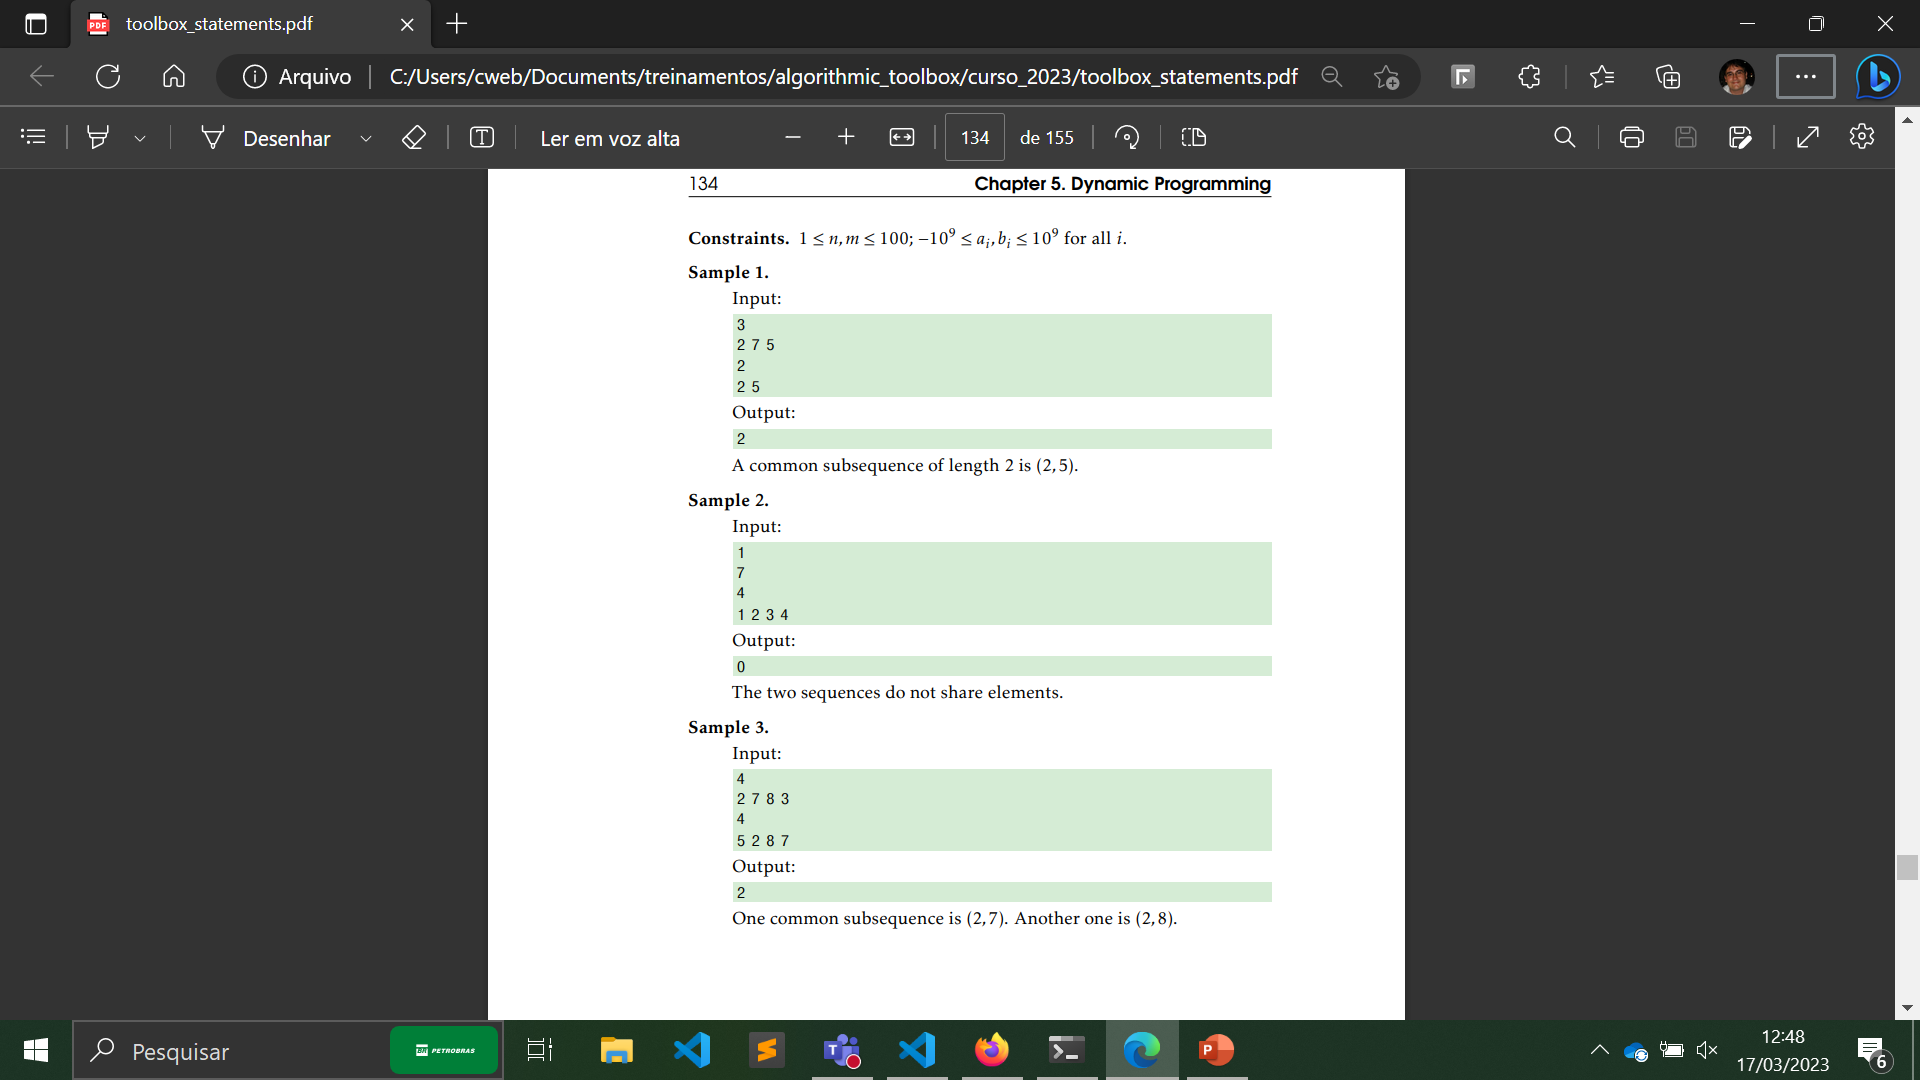 toolbox_statements.pdf
Arquivo
C:/Users/cweb/Documents/treinamentos/algorithmic_toolbox/curso_2023/toolbox_statements.pdf
Desenhar
Ler em voz alta
134 de 155
134 Chapter 5. Dynamic Programming
Constraints. 1 ≤ n, m ≤ 100; −10⁹ ≤ aᵢ, bᵢ ≤ 10⁹ for all i.
Sample 1.
Input:
3
2 7 5
2
2 5
Output:
2
A common subsequence of length 2 is (2,5).
Sample 2.
Input:
1
7
4
1 2 3 4
Output:
0
The two sequences do not share elements.
Sample 3.
Input:
4
2 7 8 3
4
5 2 8 7
Output:
2
One common subsequence is (2,7). Another one is (2,8).
Pesquisar
BR PETROBRAS
12:48
17/03/2023
6